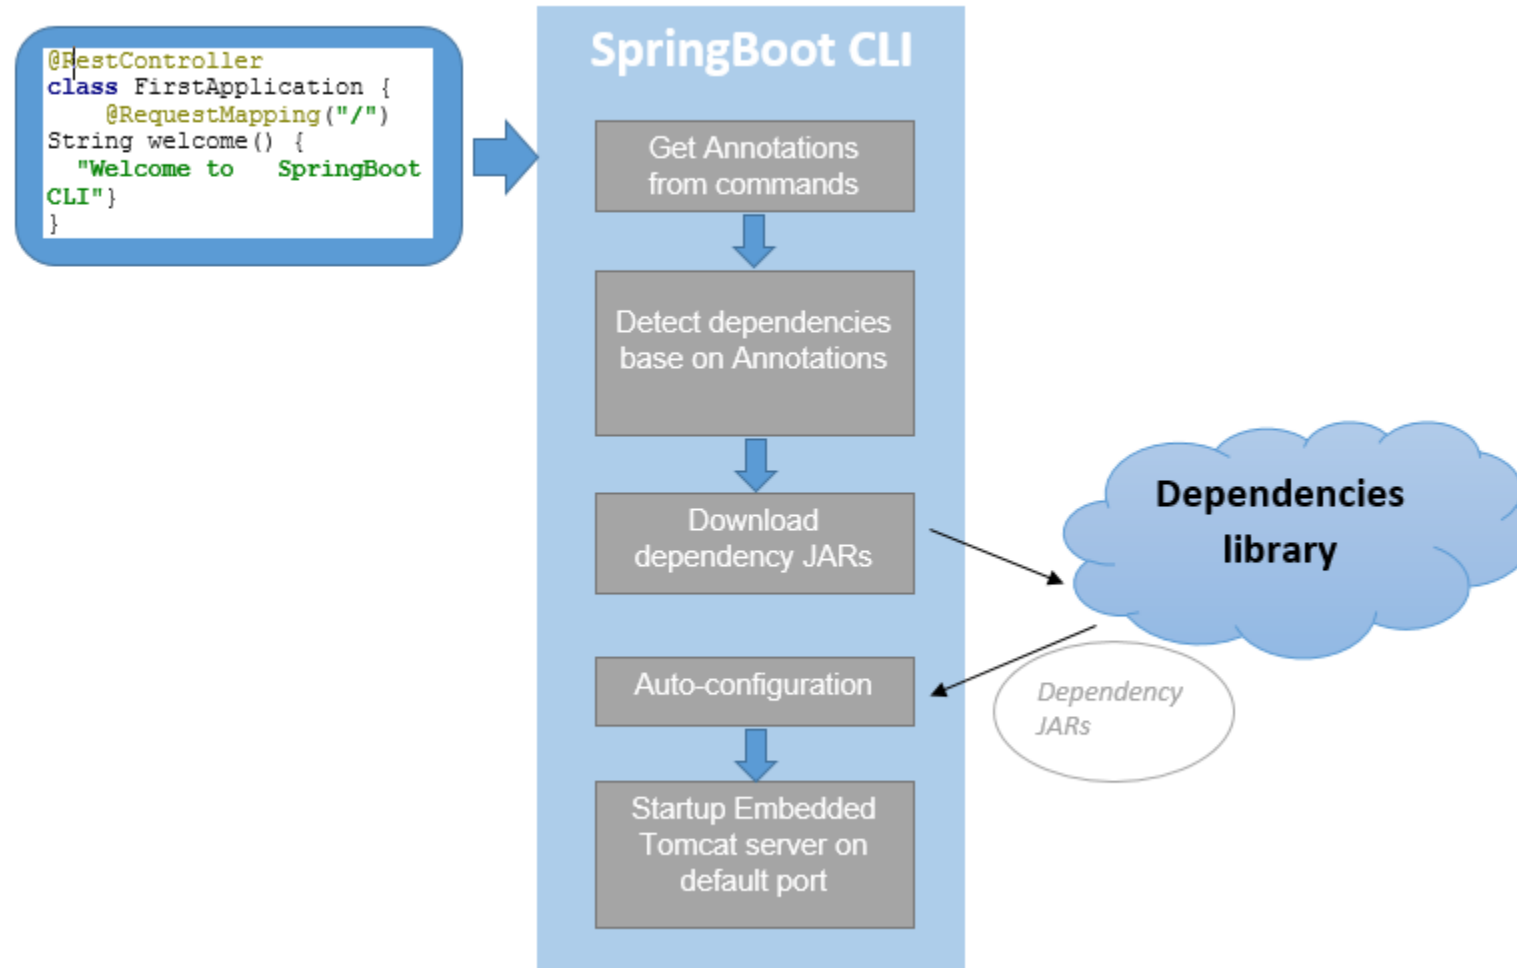 @RestController
class FirstApplication {
@RequestMapping("/")
String welcome() {
"Welcome to SpringBoot
CLI"}
}
SpringBoot CLI
Get Annotations
from commands
Detect dependencies
base on Annotations
Download
dependency JARs
Dependencies
library
Dependency
JARs
Auto-configuration
Startup Embedded
Tomcat server on
default port